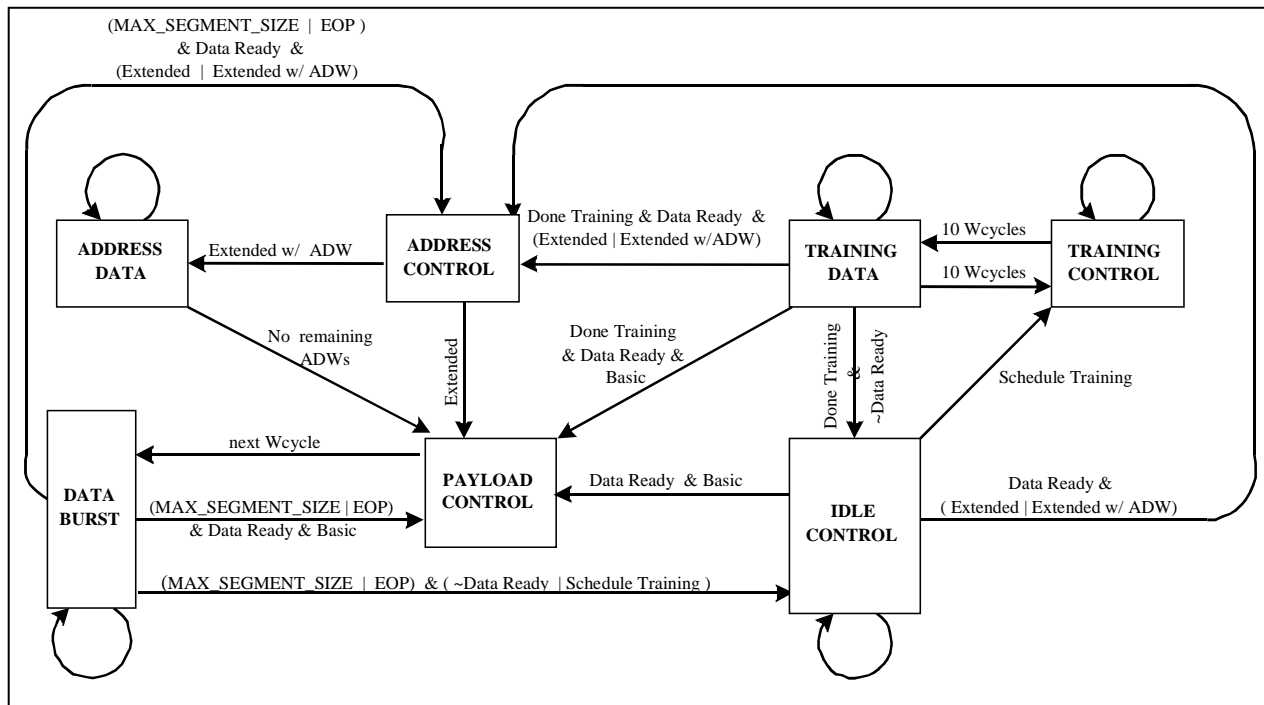 (MAX_SEGMENT_SIZE | EOP )
& Data Ready &
(Extended | Extended w/ ADW)
ADDRESS
DATA
Extended w/ ADW
ADDRESS
CONTROL
Done Training & Data Ready &
(Extended | Extended w/ADW)
TRAINING
DATA
10 Wcycles
10 Wcycles
TRAINING
CONTROL
No remaining
ADWs
Extended
Done Training
& Data Ready &
Basic
Done Training
&
~Data Ready
Schedule Training
next Wcycle
DATA
BURST
(MAX_SEGMENT_SIZE | EOP)
& Data Ready & Basic
PAYLOAD
CONTROL
Data Ready & Basic
IDLE
CONTROL
Data Ready &
( Extended | Extended w/ ADW)
(MAX_SEGMENT_SIZE | EOP) & ( ~Data Ready | Schedule Training )